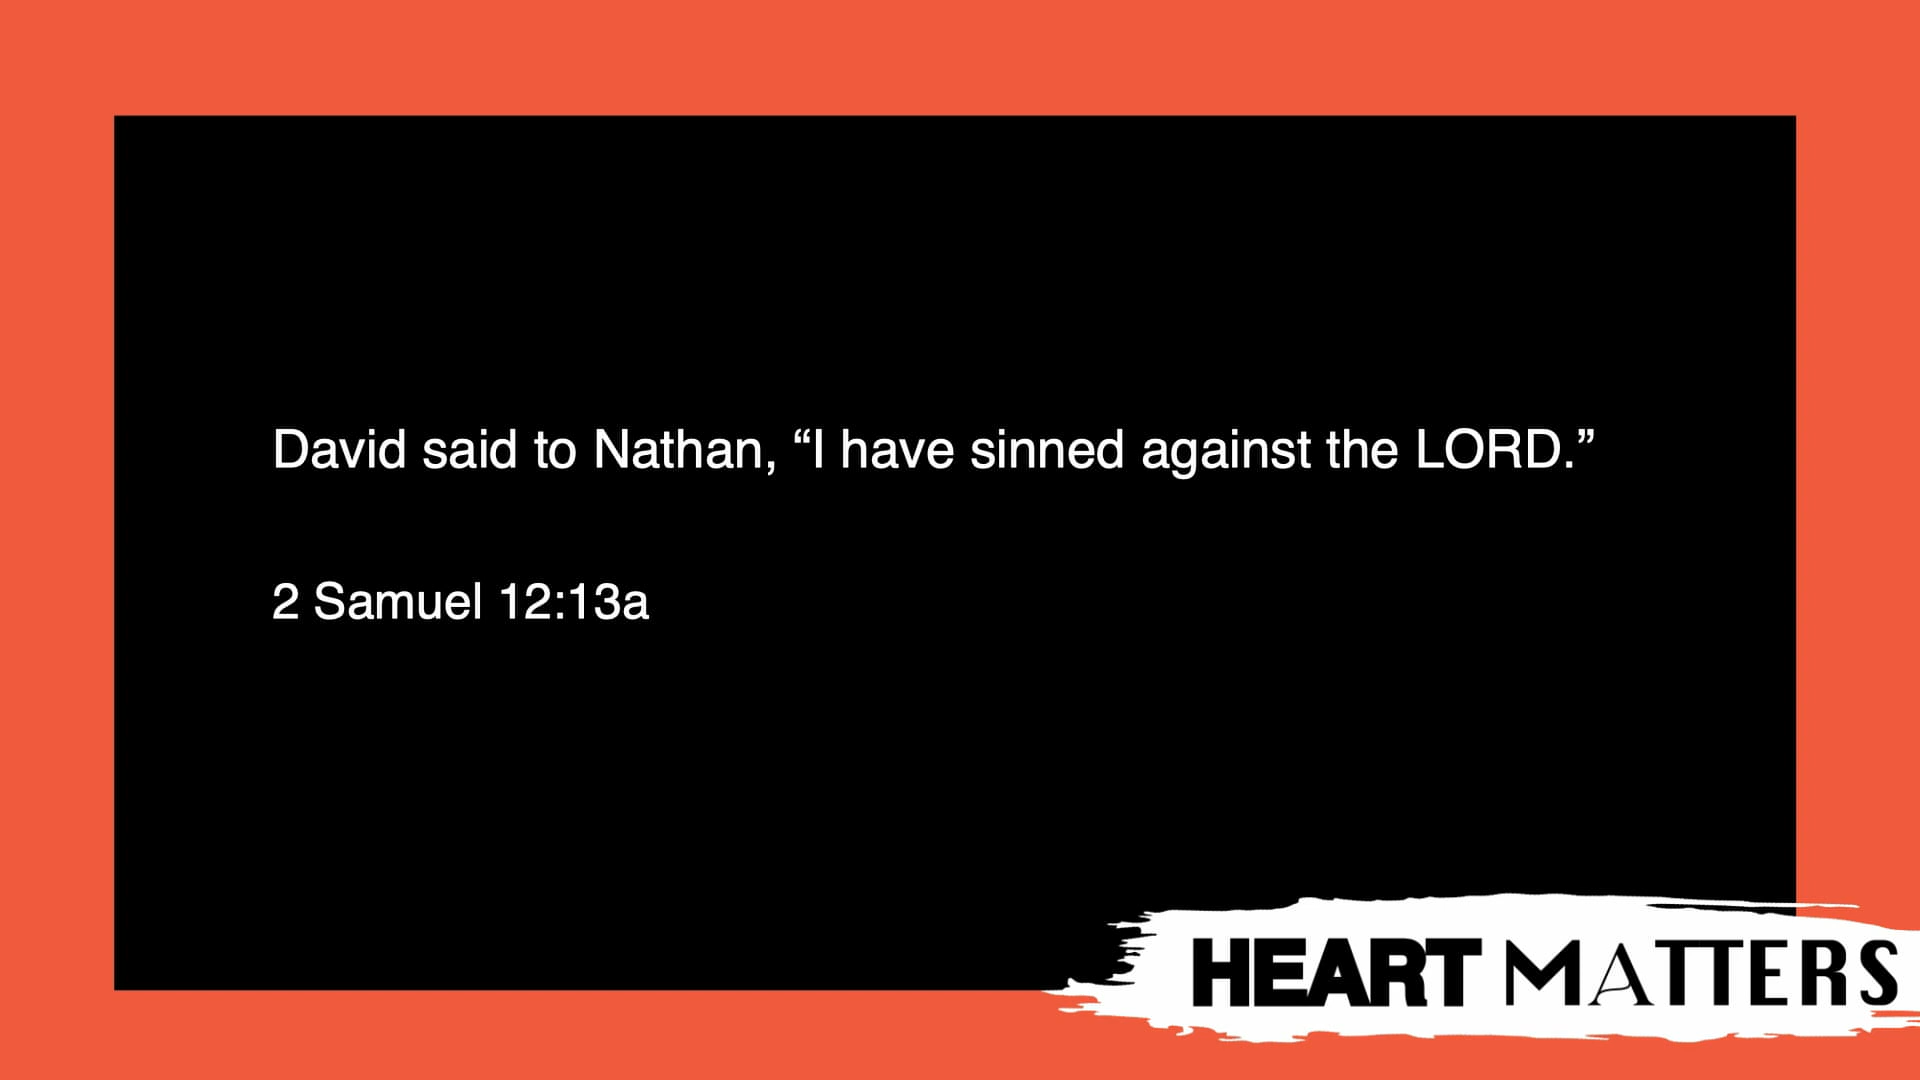 David said to Nathan, “I have sinned against the LORD.”
2 Samuel 12:13a
HEART MATTERS